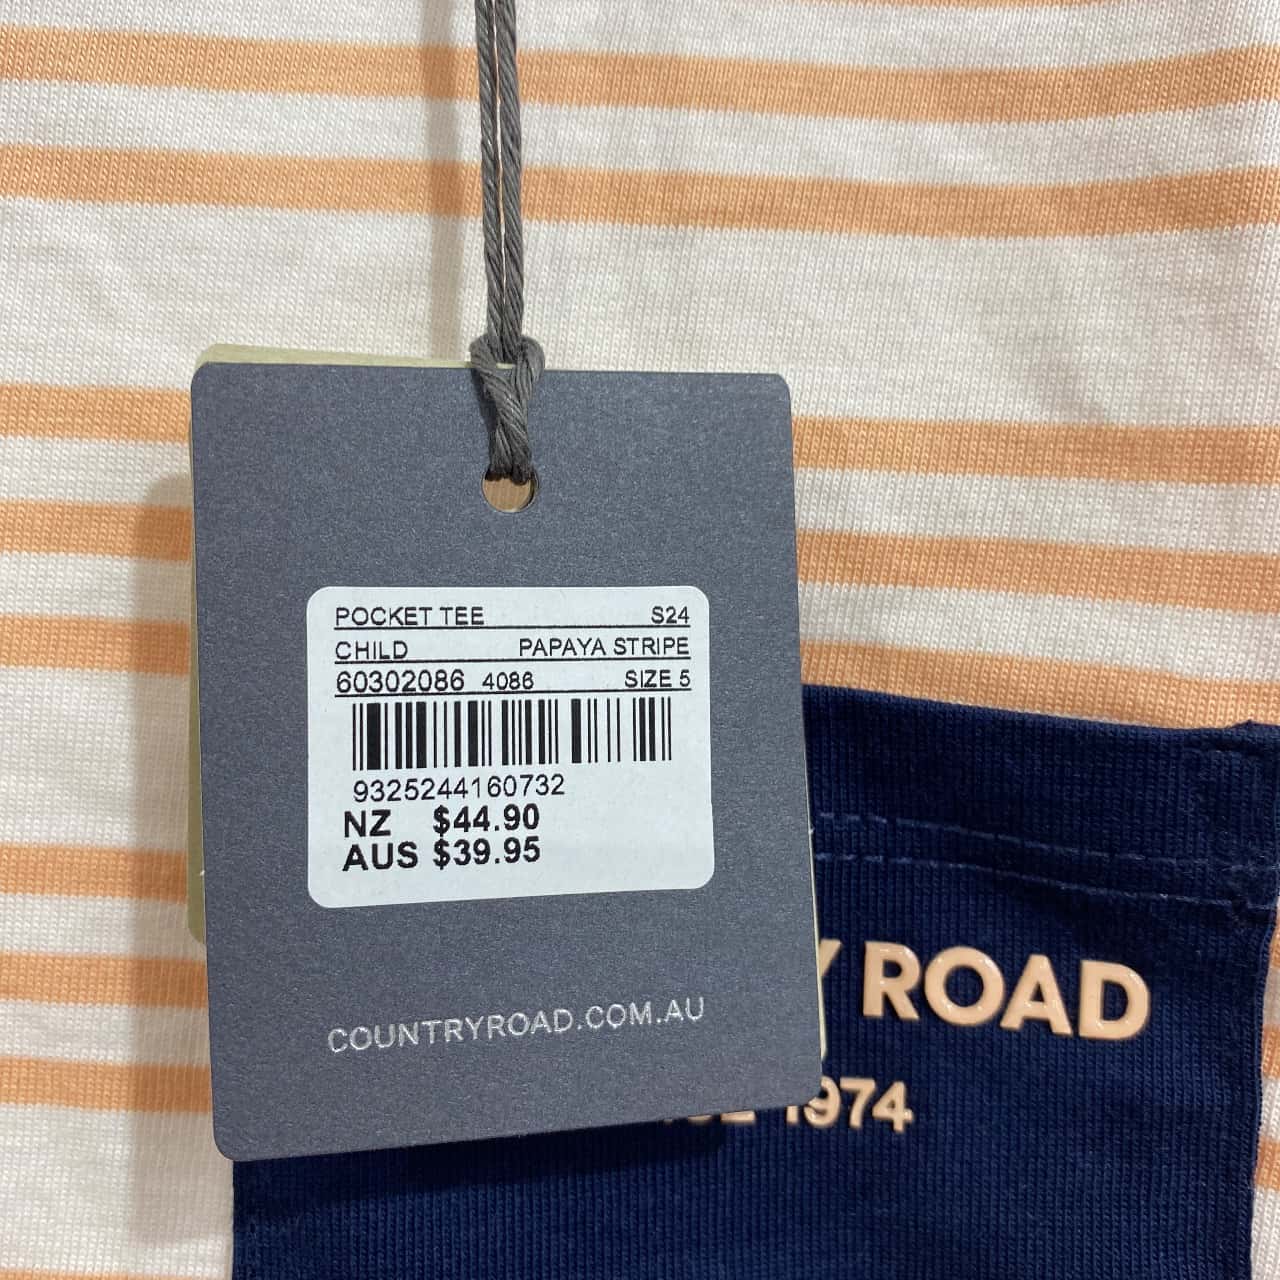 POCKET TEE S24
CHILD PAPAYA STRIPE
60302086 4086 SIZE 5
9325244160732
NZ $44.90
AUS $39.95
COUNTRYROAD.COM.AU
ROAD
1974